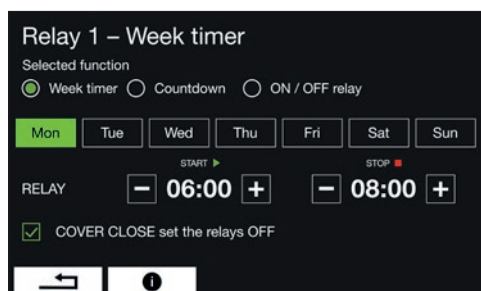 Relay 1 – Week timer
Selected function
Week timer Countdown ON / OFF relay
Mon Tue Wed Thu Fri Sat Sun
START STOP
RELAY − 06:00 + − 08:00 +
COVER CLOSE set the relays OFF
i